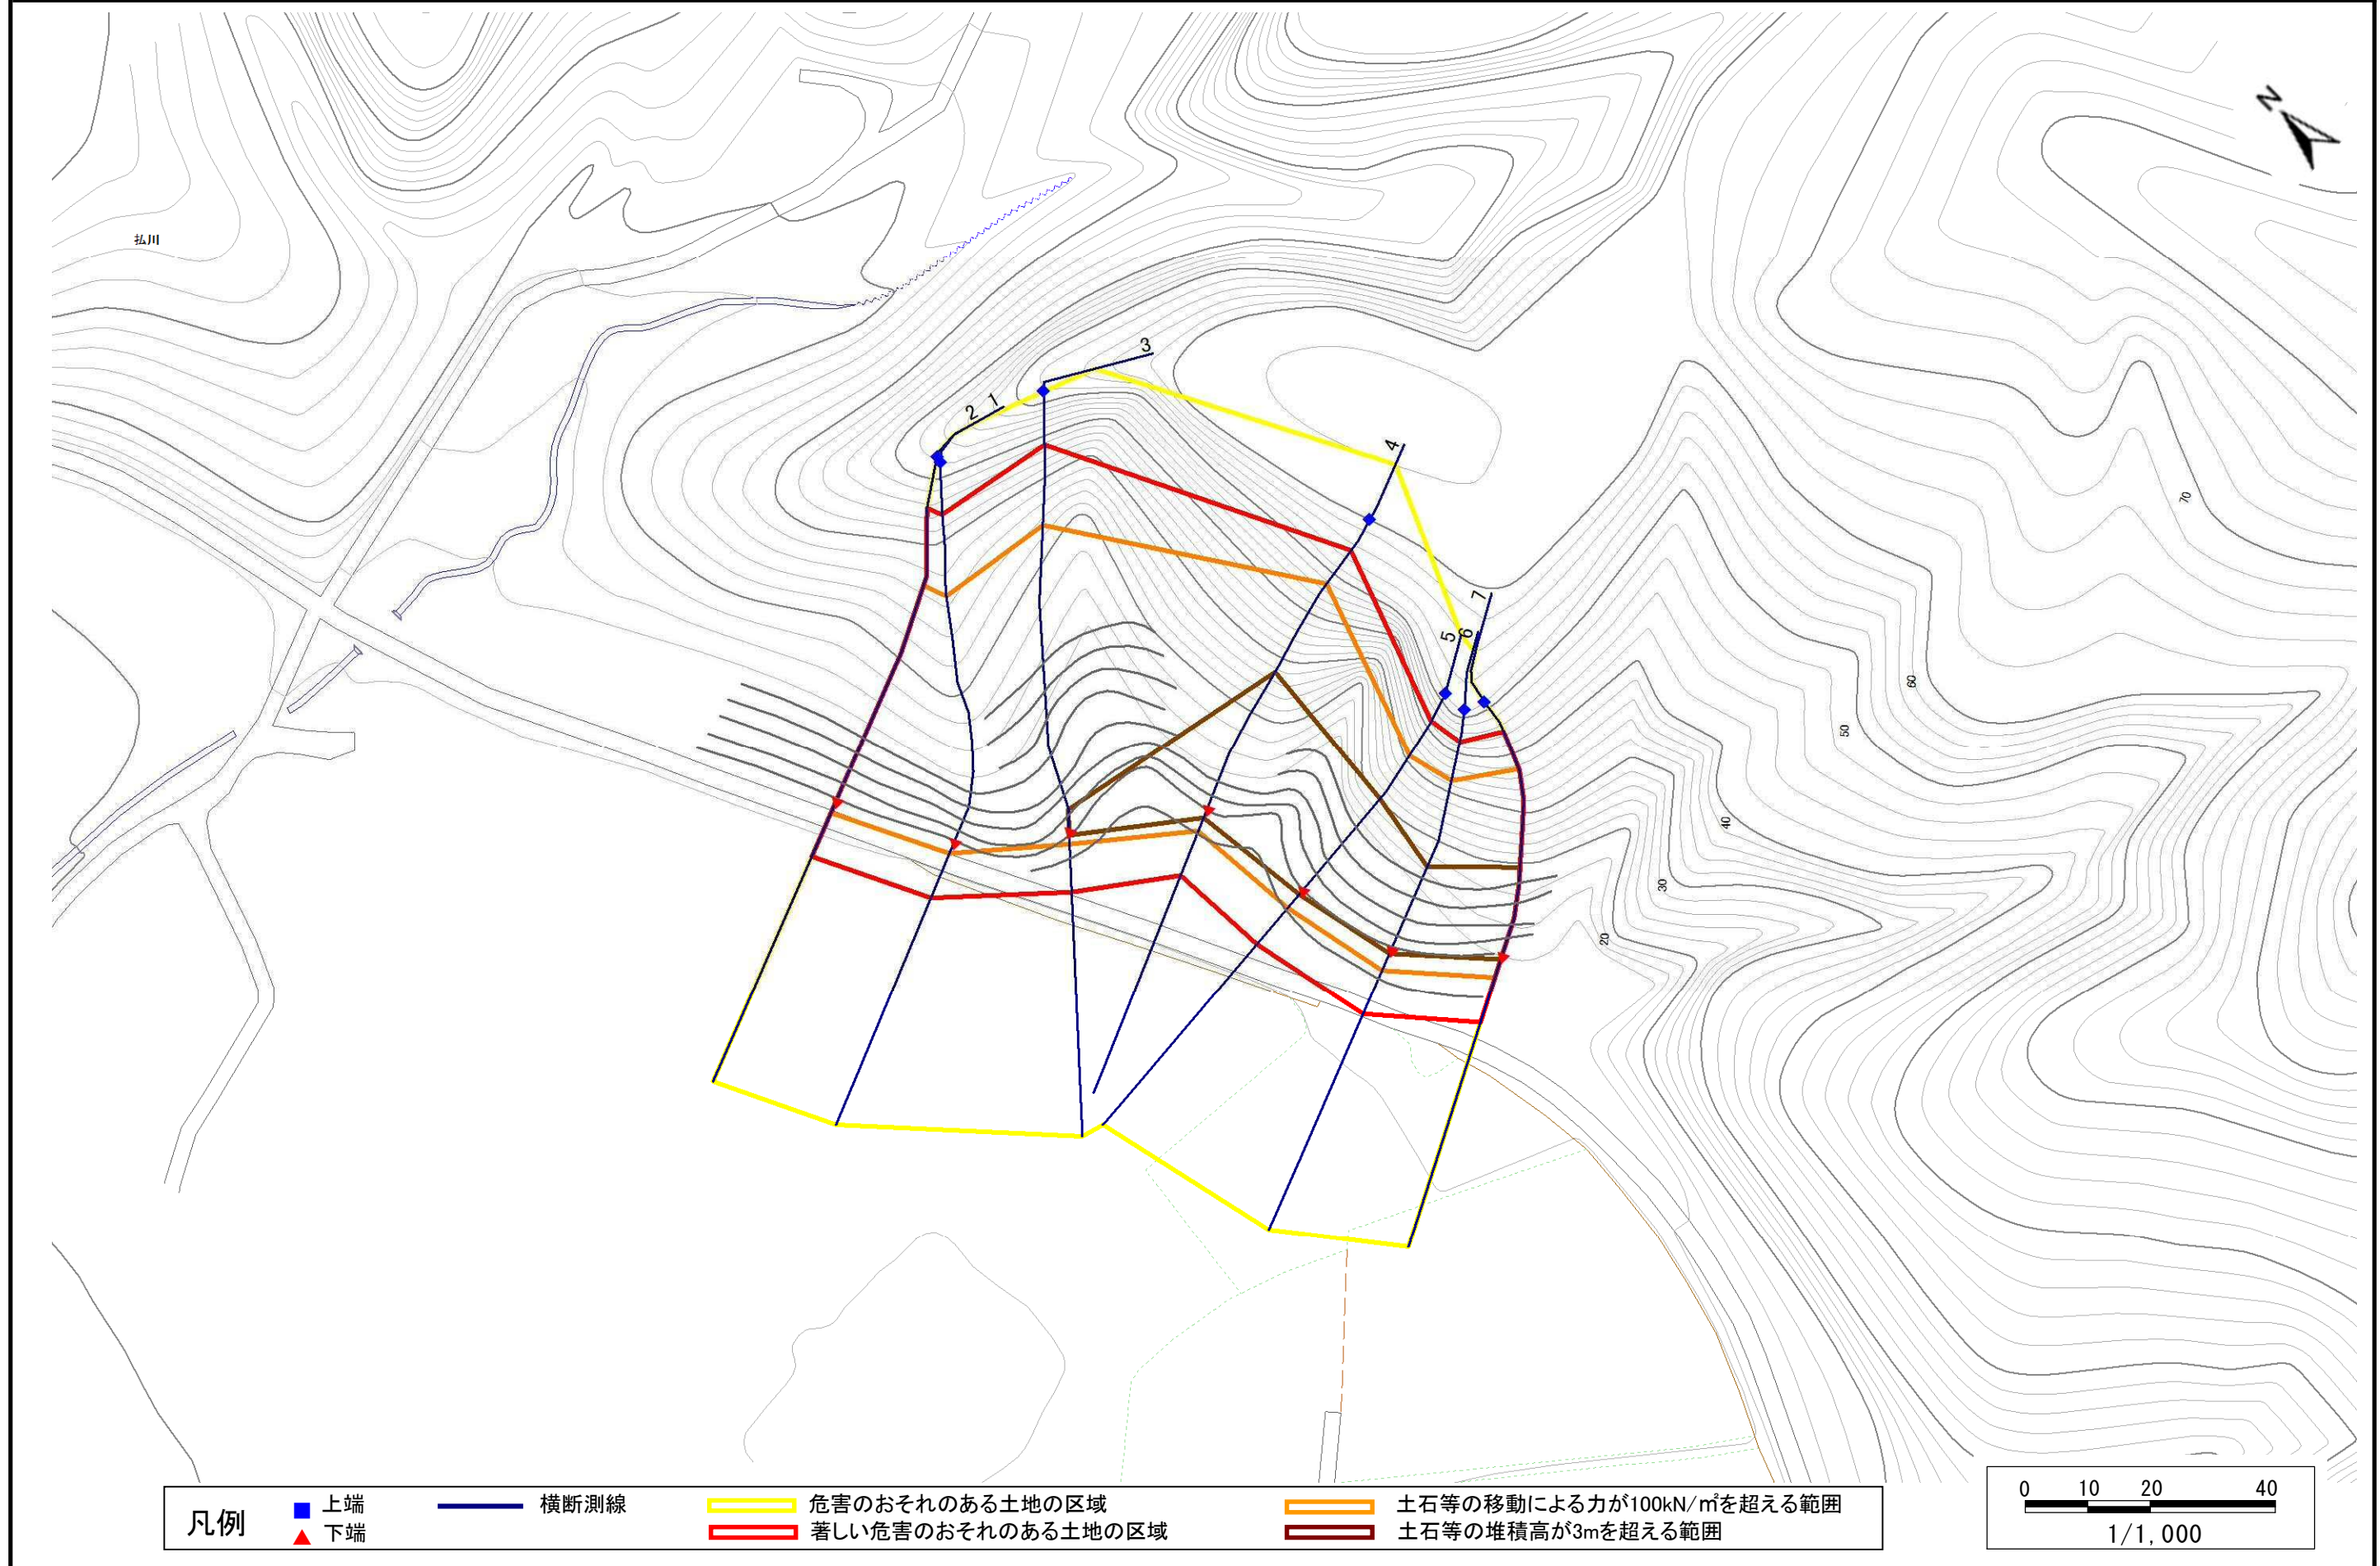 N
払川
3
2 1
4
7
5 6
70
60
50
40
30
20
凡例
上端
下端
横断測線
危害のおそれのある土地の区域
著しい危害のおそれのある土地の区域
土石等の移動による力が100kN/㎡を超える範囲
土石等の堆積高が3mを超える範囲
0 10 20 40
1/1,000